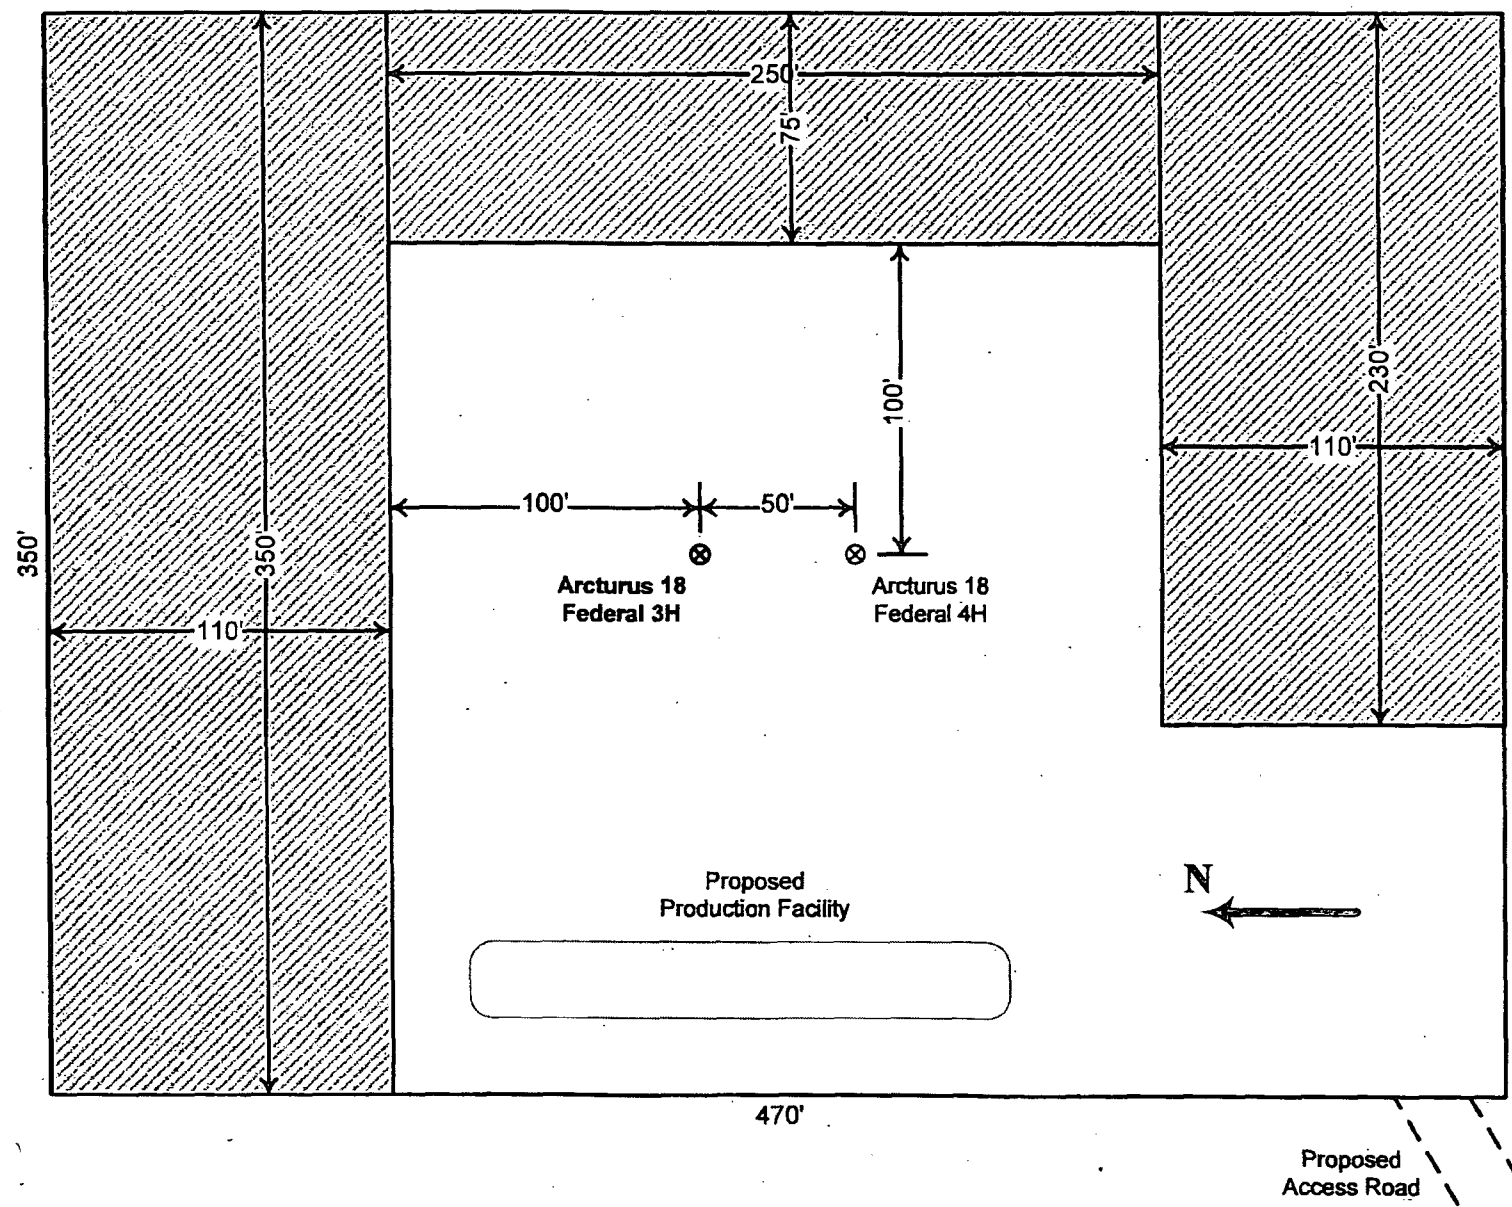 250'
75'
100'
230'
110'
100'
50'
350'
350'
Arcturus 18
Federal 3H
Arcturus 18
Federal 4H
110'
N
Proposed
Production Facility
470'
Proposed
Access Road